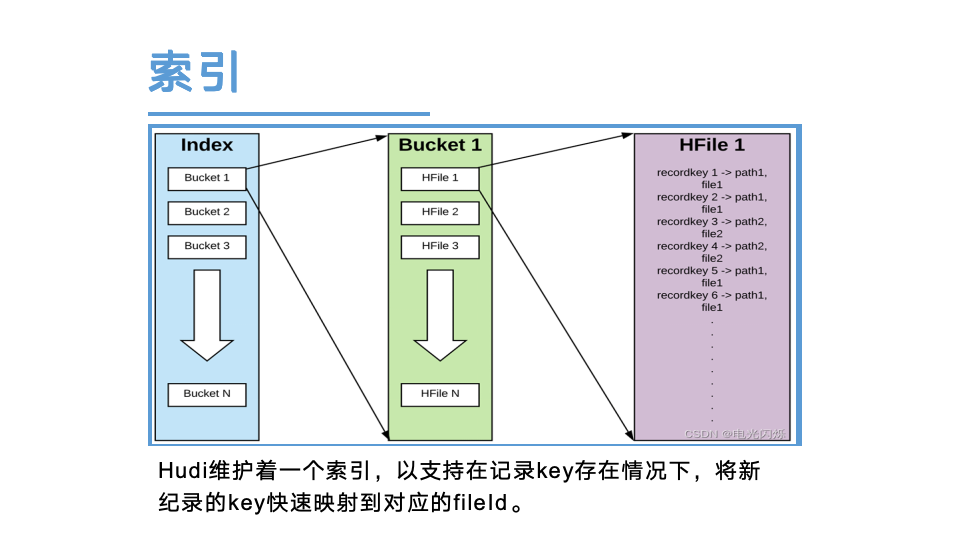 索引
Index
Bucket 1
Bucket 2
Bucket 3
Bucket N
Bucket 1
HFile 1
HFile 2
HFile 3
HFile N
HFile 1
recordkey 1 -> path1,
file1
recordkey 2 -> path1,
file1
recordkey 3 -> path2,
file2
recordkey 4 -> path2,
file2
recordkey 5 -> path1,
file1
recordkey 6 -> path1,
file1
.
.
.
.
.
.
.
.
.
CSDN @电光闪烁
Hudi维护着一个索引，以支持在记录key存在情况下，将新
纪录的key快速映射到对应的fileId。